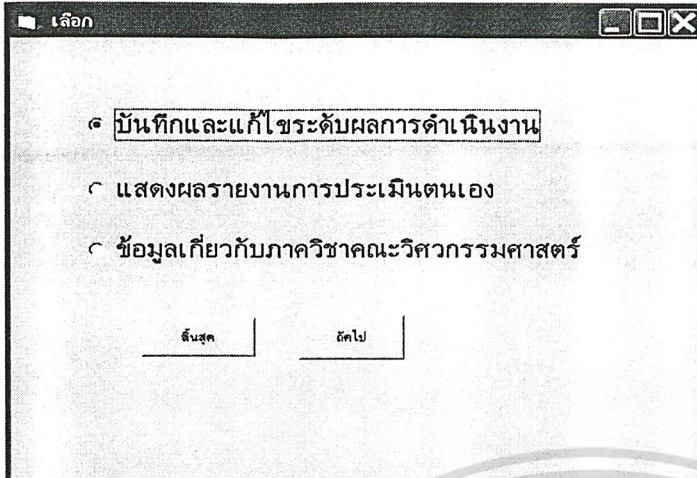 เลือก
บันทึกและแก้ไขระดับผลการดำเนินงาน
แสดงผลรายงานการประเมินตนเอง
ข้อมูลเกี่ยวกับภาควิชาคณะวิศวกรรมศาสตร์
สิ้นสุด ถัดไป